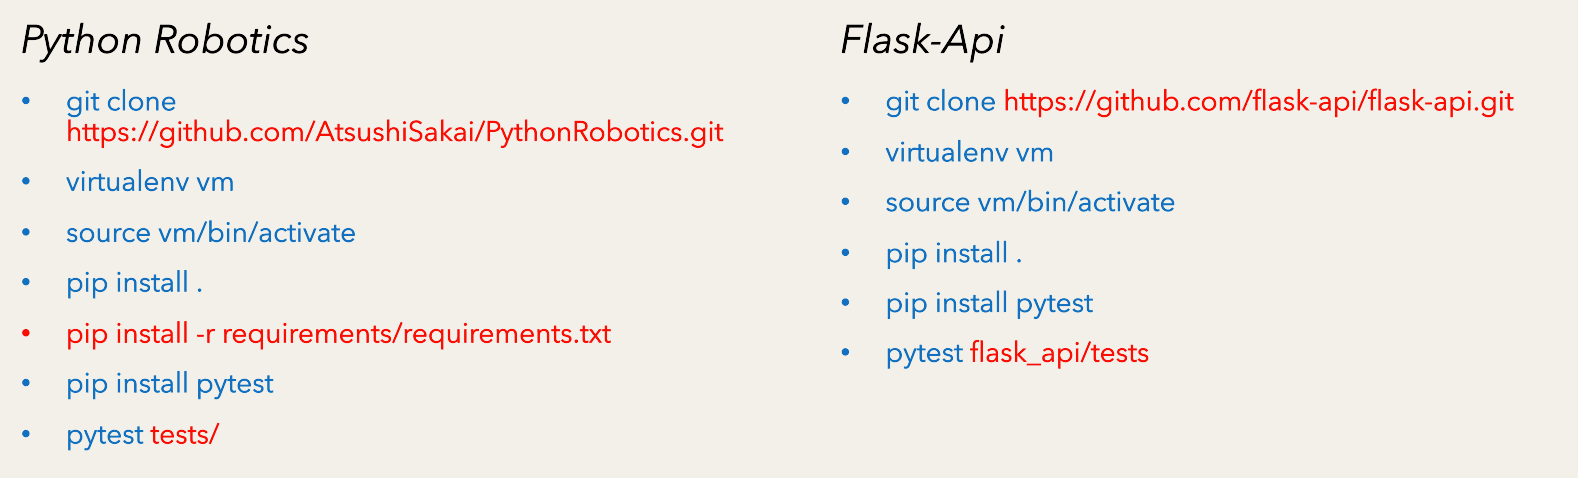 Python Robotics
• git clone
https://github.com/AtsushiSakai/PythonRobotics.git
• virtualenv vm
• source vm/bin/activate
• pip install .
• pip install -r requirements/requirements.txt
• pip install pytest
• pytest tests/
Flask-Api
• git clone https://github.com/flask-api/flask-api.git
• virtualenv vm
• source vm/bin/activate
• pip install .
• pip install pytest
• pytest flask_api/tests